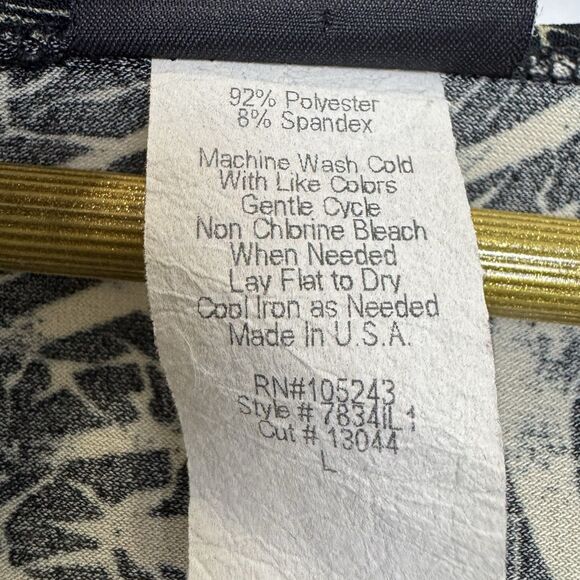 92% Polyester
8% Spandex
Machine Wash Cold
With Like Colors
Gentle Cycle
Non Chlorine Bleach
When Needed
Lay Flat to Dry
Cool Iron as Needed
Made In U.S.A.
RN#105243
Style # 7834IL1
Cut # 13044
L